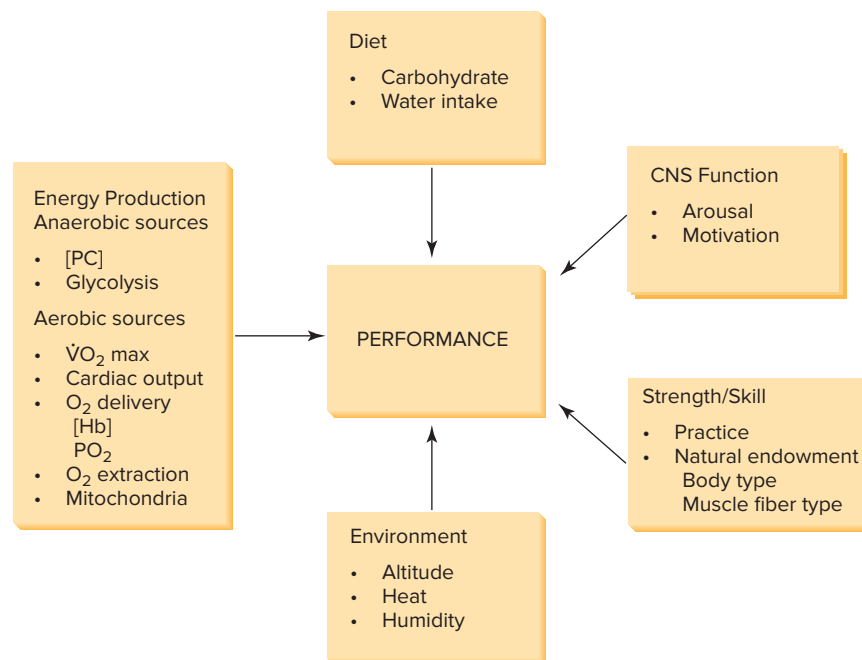 Diet
• Carbohydrate
• Water intake
CNS Function
• Arousal
• Motivation
Energy Production
Anaerobic sources
• [PC]
• Glycolysis
Aerobic sources
• V̇O₂ max
• Cardiac output
• O₂ delivery
[Hb]
PO₂
• O₂ extraction
• Mitochondria
PERFORMANCE
Strength/Skill
• Practice
• Natural endowment
Body type
Muscle fiber type
Environment
• Altitude
• Heat
• Humidity